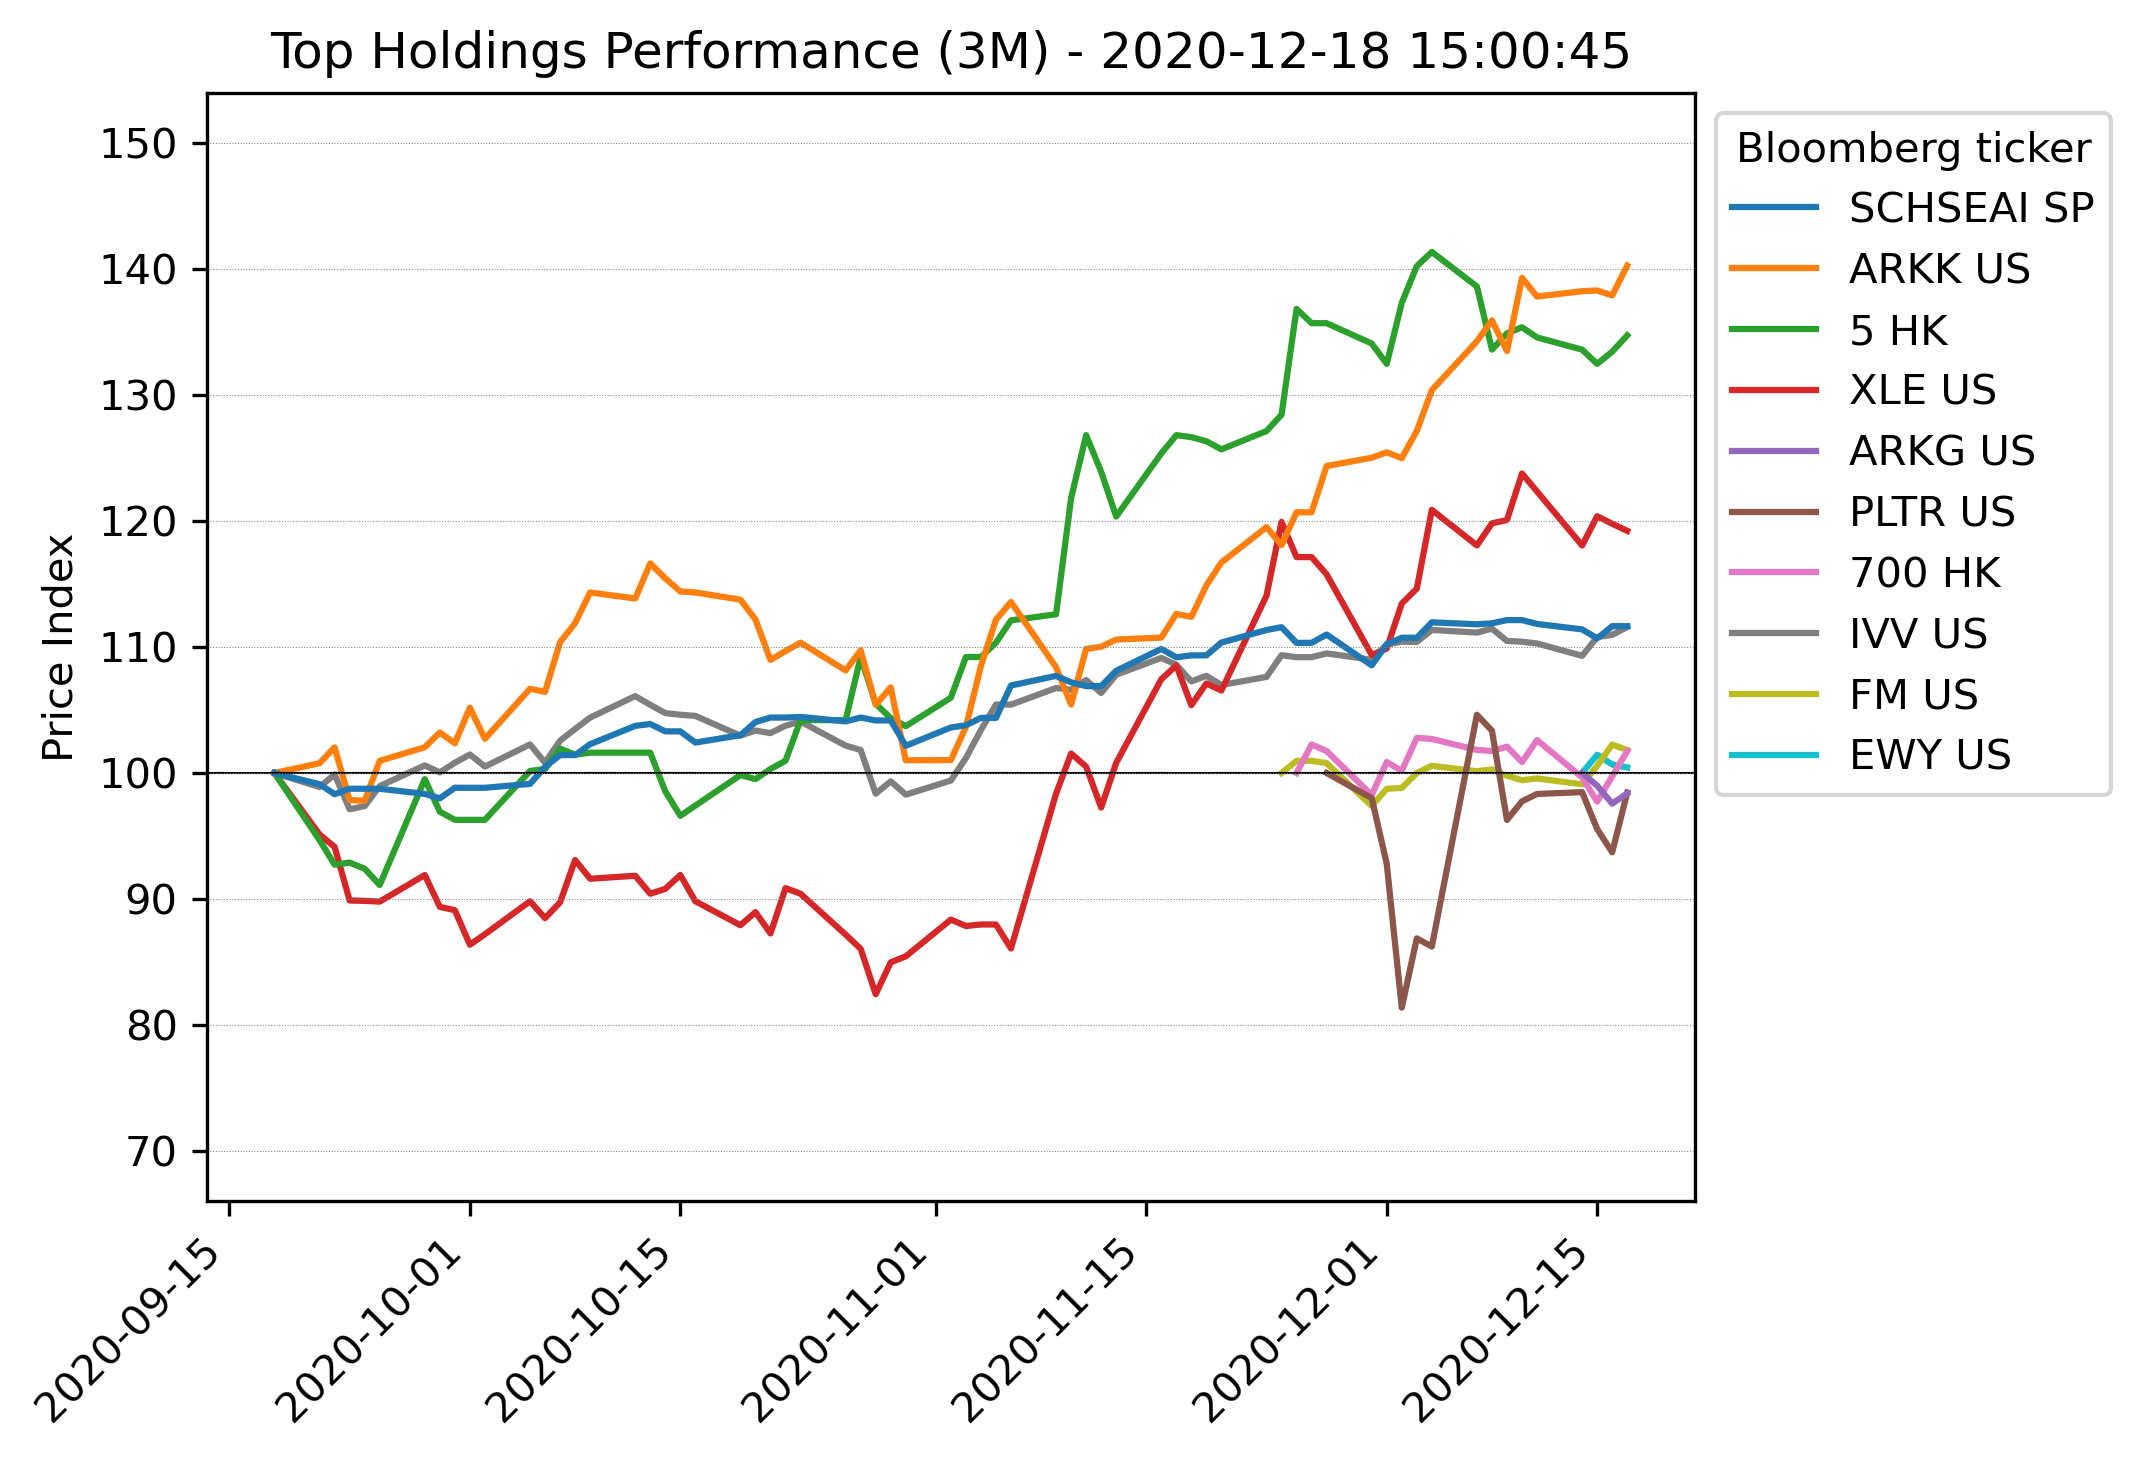 Top Holdings Performance (3M) - 2020-12-18 15:00:45
Price Index
150
140
130
120
110
100
90
80
70
2020-09-15
2020-10-01
2020-10-15
2020-11-01
2020-11-15
2020-12-01
2020-12-15
Bloomberg ticker
SCHSEAI SP
ARKK US
5 HK
XLE US
ARKG US
PLTR US
700 HK
IVV US
FM US
EWY US